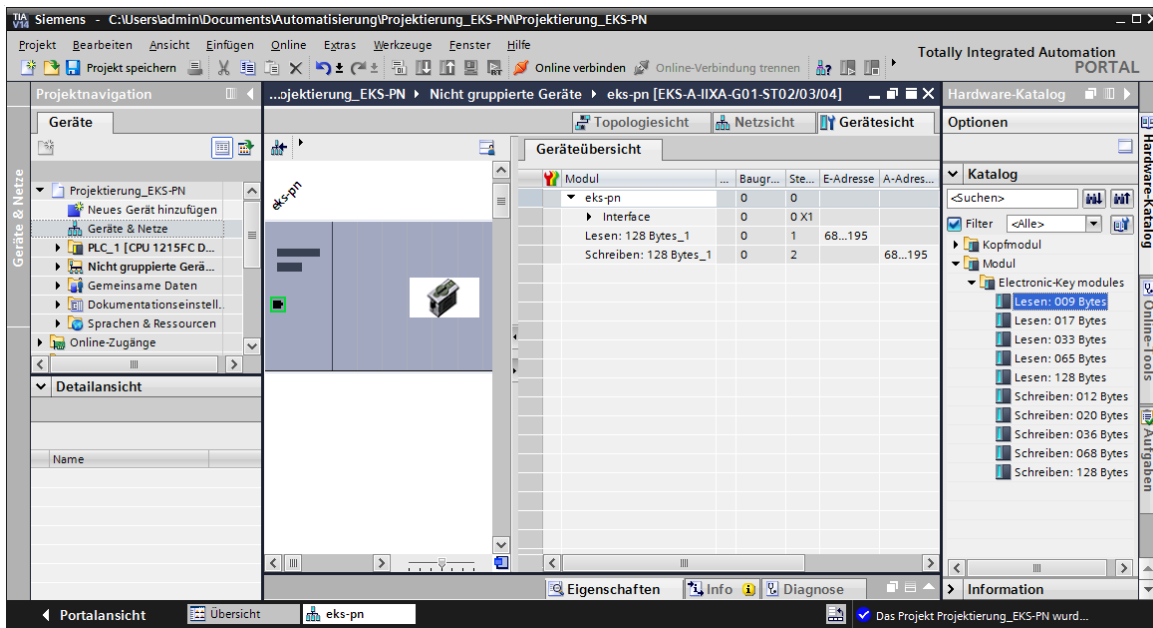 TIA V14 Siemens - C:\Users\admin\Documents\Automatisierung\Projektierung_EKS-PN\Projektierung_EKS-PN
Projekt Bearbeiten Ansicht Einfügen Online Extras Werkzeuge Fenster Hilfe
Totally Integrated Automation
PORTAL
Projekt speichern
Online verbinden
Online-Verbindung trennen
Projektnavigation
...ojektierung_EKS-PN
Nicht gruppierte Geräte
eks-pn [EKS-A-IIXA-G01-ST02/03/04]
Hardware-Katalog
Geräte
Topologiesicht
Netzsicht
Gerätesicht
Optionen
Geräte & Netze
Projektierung_EKS-PN
Neues Gerät hinzufügen
Geräte & Netze
PLC_1 [CPU 1215FC D...
Nicht gruppierte Gerä...
Gemeinsame Daten
Dokumentationseinstell..
Sprachen & Ressourcen
Online-Zugänge
Detailansicht
Name
eks-pn
Geräteübersicht
Modul ... Baugr... Ste... E-Adresse A-Adres...
eks-pn 0 0
Interface 0 0 X1
Lesen: 128 Bytes_1 0 1 68...195
Schreiben: 128 Bytes_1 0 2 68...195
Katalog
<Suchen>
Filter <Alle>
Kopfmodul
Modul
Electronic-Key modules
Lesen: 009 Bytes
Lesen: 017 Bytes
Lesen: 033 Bytes
Lesen: 065 Bytes
Lesen: 128 Bytes
Schreiben: 012 Bytes
Schreiben: 020 Bytes
Schreiben: 036 Bytes
Schreiben: 068 Bytes
Schreiben: 128 Bytes
Information
Hardware-Katalog
Online-Tools
Aufgaben
Eigenschaften
Info
Diagnose
Portalansicht
Übersicht
eks-pn
Das Projekt Projektierung_EKS-PN wurd...